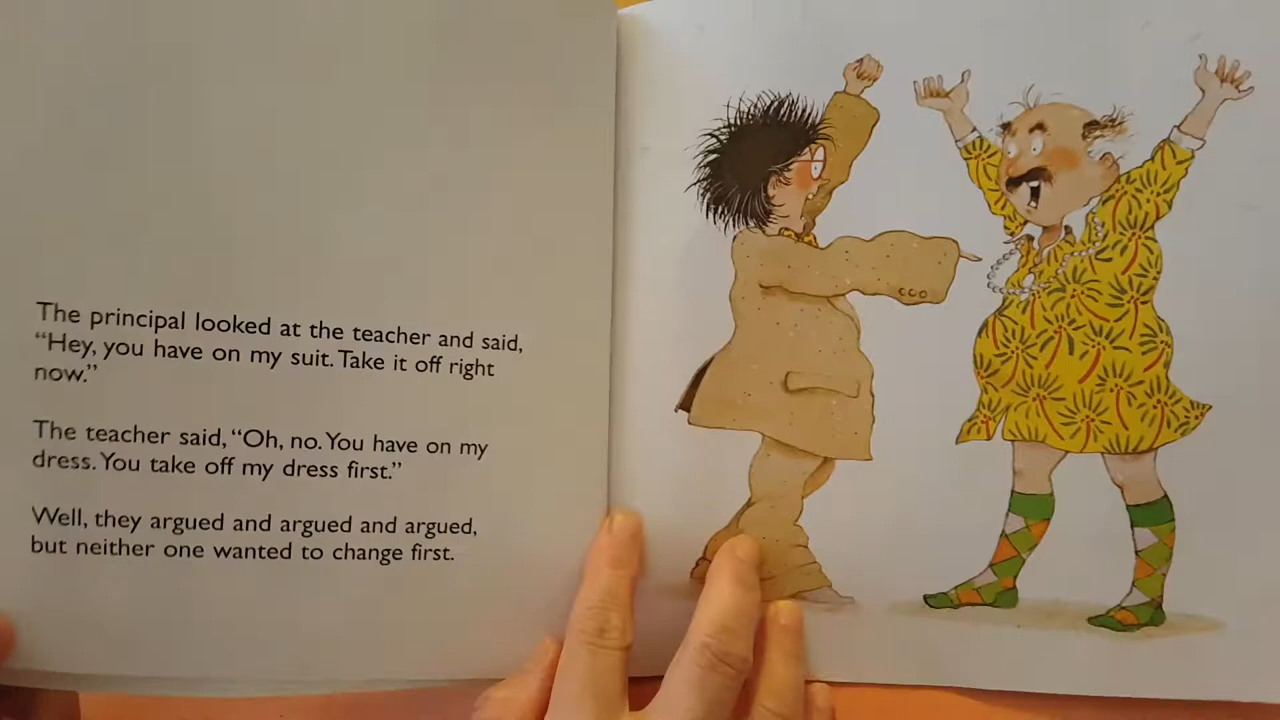 The principal looked at the teacher and said,
“Hey, you have on my suit. Take it off right
now.”
The teacher said, “Oh, no. You have on my
dress. You take off my dress first.”
Well, they argued and argued and argued,
but neither one wanted to change first.